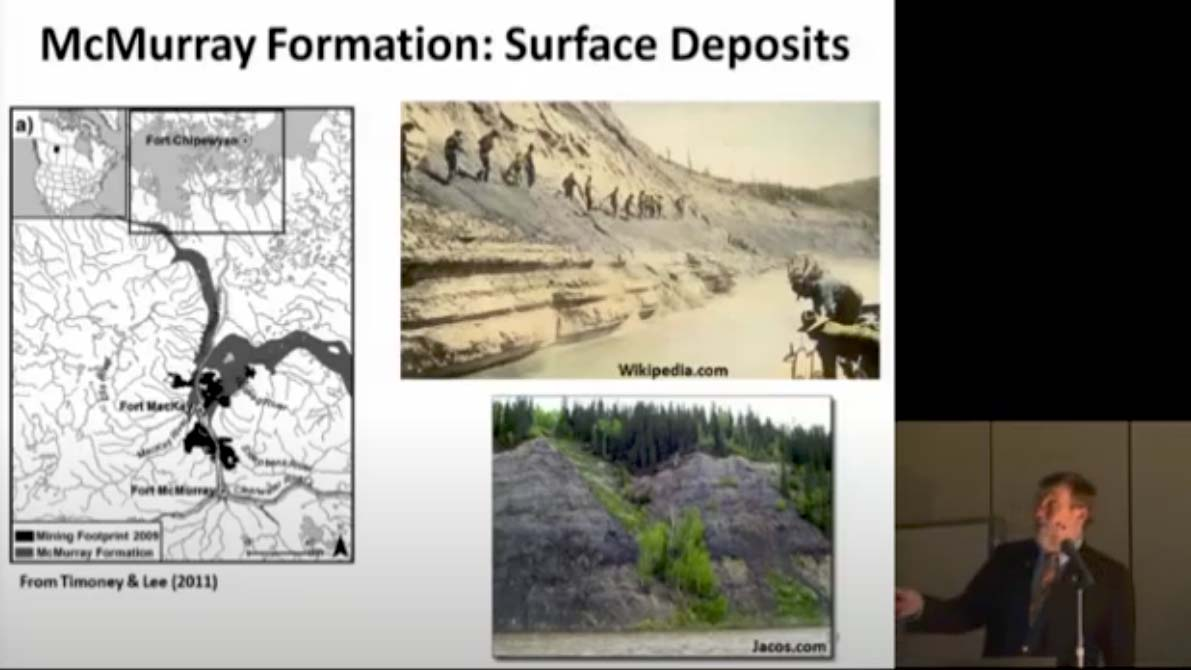 McMurray Formation: Surface Deposits
a)
Fort Chipewyan
Fort MacKay
Fort McMurray
Mining Footprint 2009
McMurray Formation
From Timoney & Lee (2011)
Wikipedia.com
Jacos.com